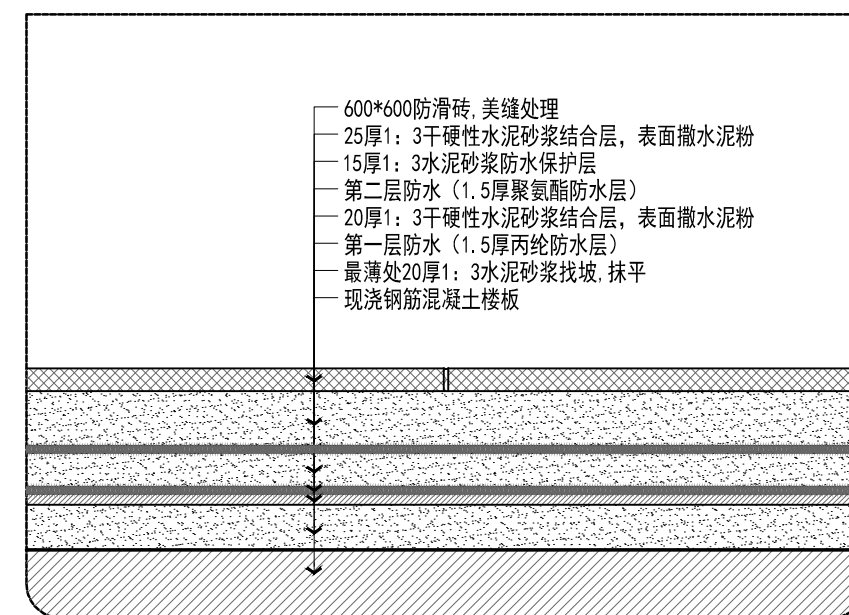 600*600防滑砖,美缝处理
25厚1：3干硬性水泥砂浆结合层，表面撒水泥粉
15厚1：3水泥砂浆防水保护层
第二层防水（1.5厚聚氨酯防水层）
20厚1：3干硬性水泥砂浆结合层，表面撒水泥粉
第一层防水（1.5厚丙纶防水层）
最薄处20厚1：3水泥砂浆找坡,抹平
现浇钢筋混凝土楼板